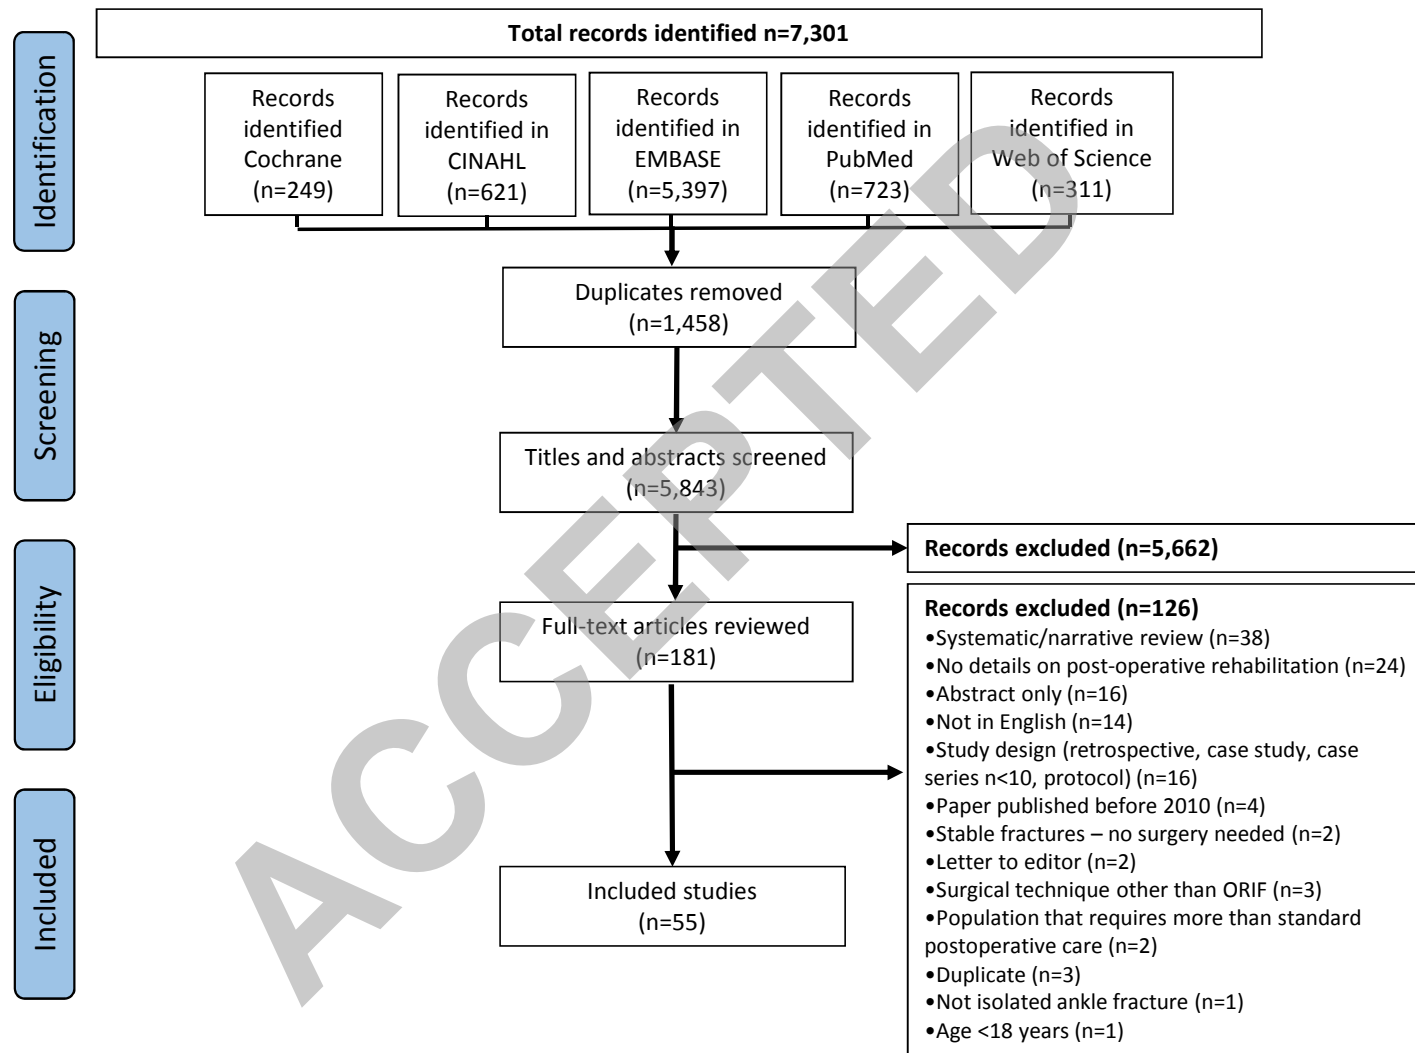 Total records identified n=7,301
Identification
Records
identified
Cochrane
(n=249)
Records
identified in
CINAHL
(n=621)
Records
identified in
EMBASE
(n=5,397)
Records
identified in
PubMed
(n=723)
Records
identified in
Web of Science
(n=311)
Screening
Duplicates removed
(n=1,458)
Titles and abstracts screened
(n=5,843)
Eligibility
Records excluded (n=5,662)
Full-text articles reviewed
(n=181)
Records excluded (n=126)
•Systematic/narrative review (n=38)
•No details on post-operative rehabilitation (n=24)
•Abstract only (n=16)
•Not in English (n=14)
•Study design (retrospective, case study, case
series n<10, protocol) (n=16)
•Paper published before 2010 (n=4)
•Stable fractures – no surgery needed (n=2)
•Letter to editor (n=2)
•Surgical technique other than ORIF (n=3)
•Population that requires more than standard
postoperative care (n=2)
•Duplicate (n=3)
•Not isolated ankle fracture (n=1)
•Age <18 years (n=1)
Included
Included studies
(n=55)
ACCEPTED